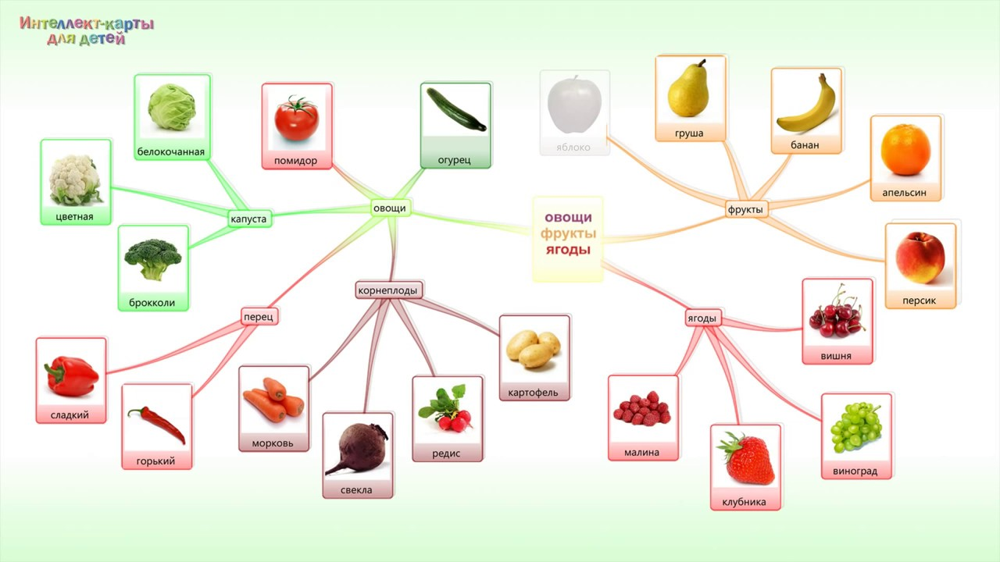 Интеллект-карты
для детей
белокочанная
помидор
огурец
яблоко
груша
банан
апельсин
цветная
капуста
овощи
овощи
фрукты
ягоды
фрукты
брокколи
корнеплоды
персик
перец
ягоды
вишня
сладкий
горький
морковь
свекла
редис
картофель
малина
клубника
виноград